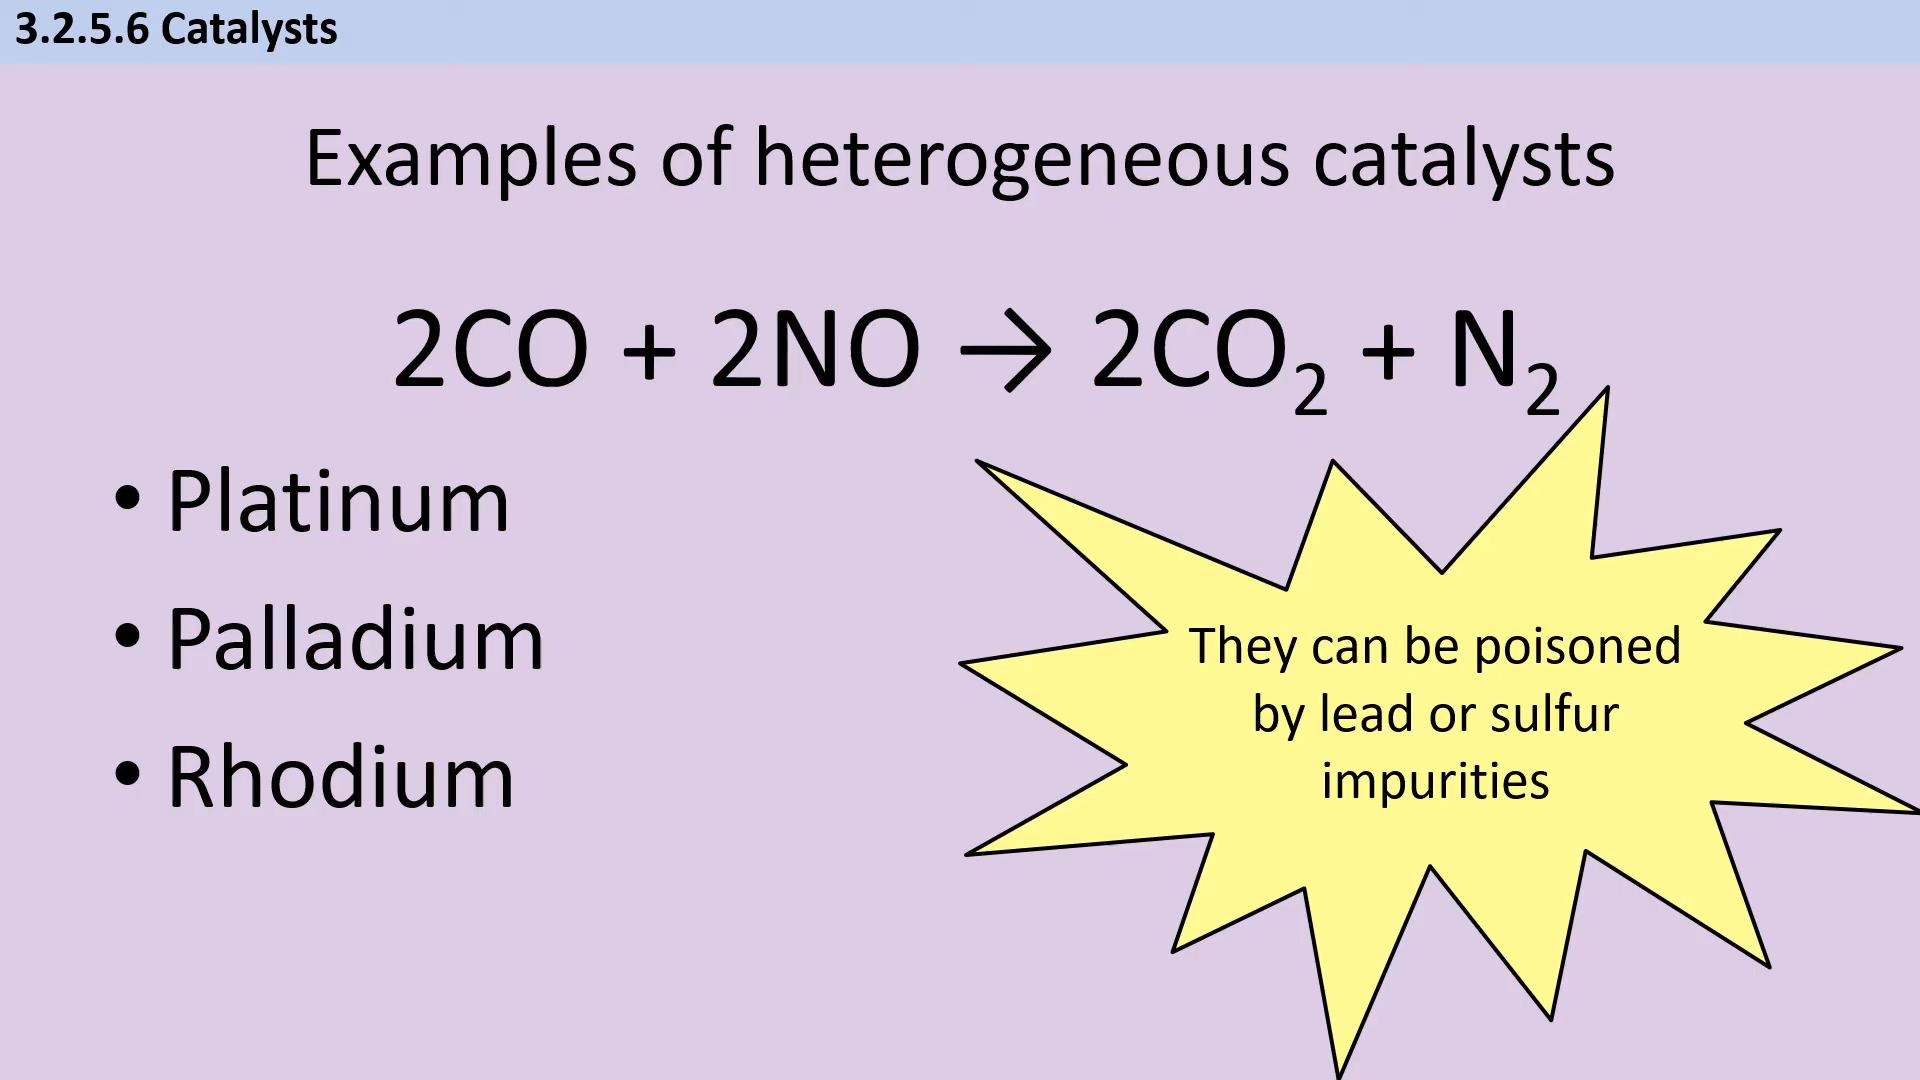 3.2.5.6 Catalysts
Examples of heterogeneous catalysts
2CO + 2NO → 2CO₂ + N₂
• Platinum
• Palladium
• Rhodium
They can be poisoned
by lead or sulfur
impurities